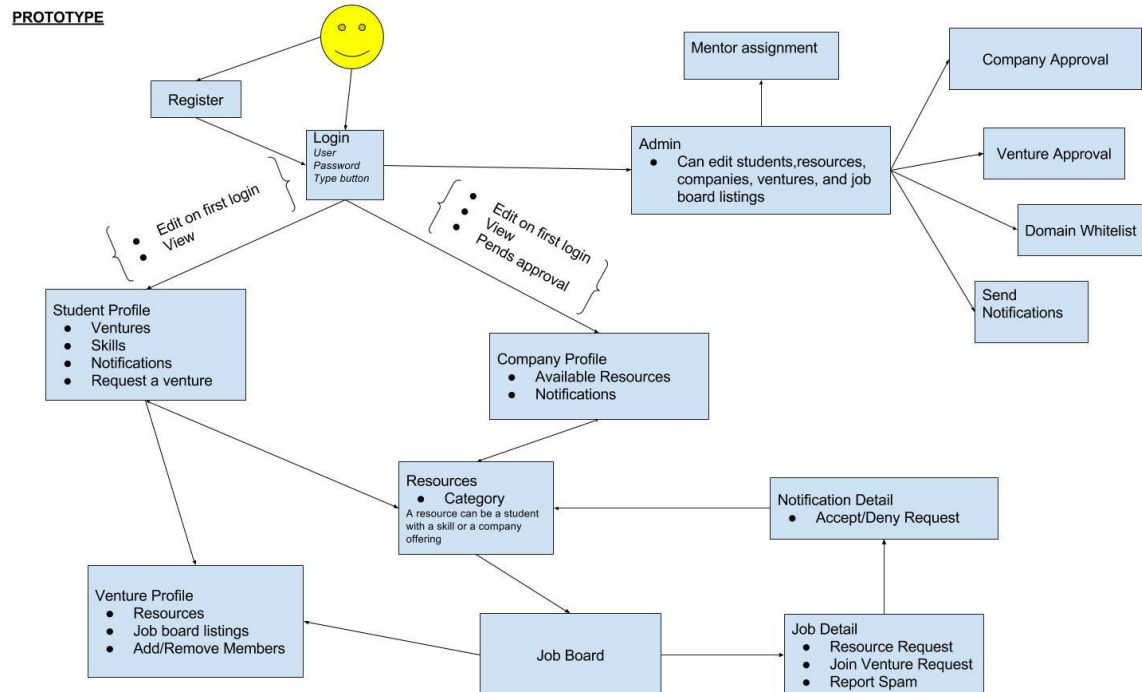 PROTOTYPE
Register
Login
User
Password
Type button
Mentor assignment
Admin
● Can edit students,resources,
companies, ventures, and job
board listings
Company Approval
Venture Approval
Domain Whitelist
Send
Notifications
● Edit on first login
● View
● Edit on first login
● View
● Pends approval
Student Profile
● Ventures
● Skills
● Notifications
● Request a venture
Company Profile
● Available Resources
● Notifications
Resources
● Category
A resource can be a student
with a skill or a company
offering
Notification Detail
● Accept/Deny Request
Venture Profile
● Resources
● Job board listings
● Add/Remove Members
Job Board
Job Detail
● Resource Request
● Join Venture Request
● Report Spam